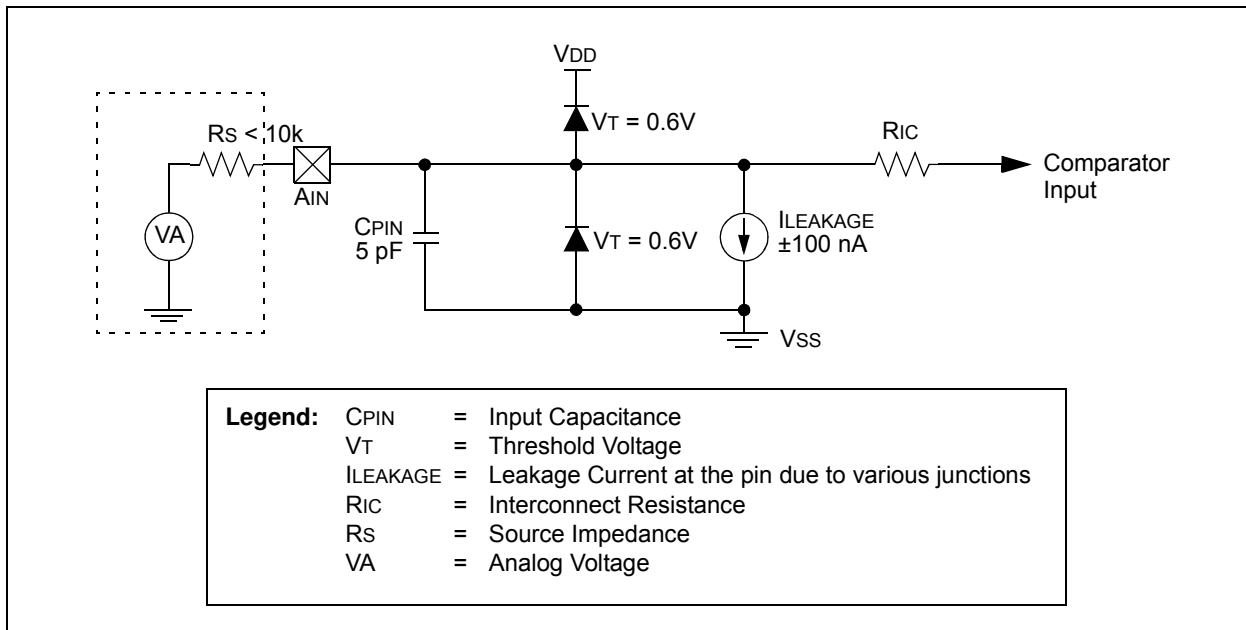 VDD
VT = 0.6V
RS < 10k
RIC
Comparator
Input
AIN
VA
CPIN
5 pF
VT = 0.6V
ILEAKAGE
±100 nA
VSS
Legend: CPIN = Input Capacitance
VT = Threshold Voltage
ILEAKAGE = Leakage Current at the pin due to various junctions
RIC = Interconnect Resistance
RS = Source Impedance
VA = Analog Voltage